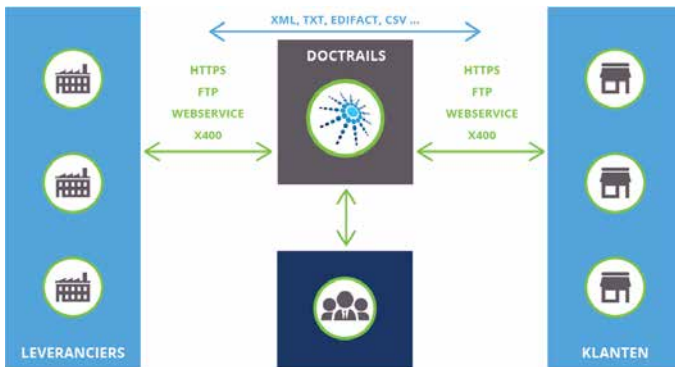 XML, TXT, EDIFACT, CSV ...
DOCTRAILS
HTTPS
FTP
WEBSERVICE
X400
HTTPS
FTP
WEBSERVICE
X400
LEVERANCIERS
KLANTEN